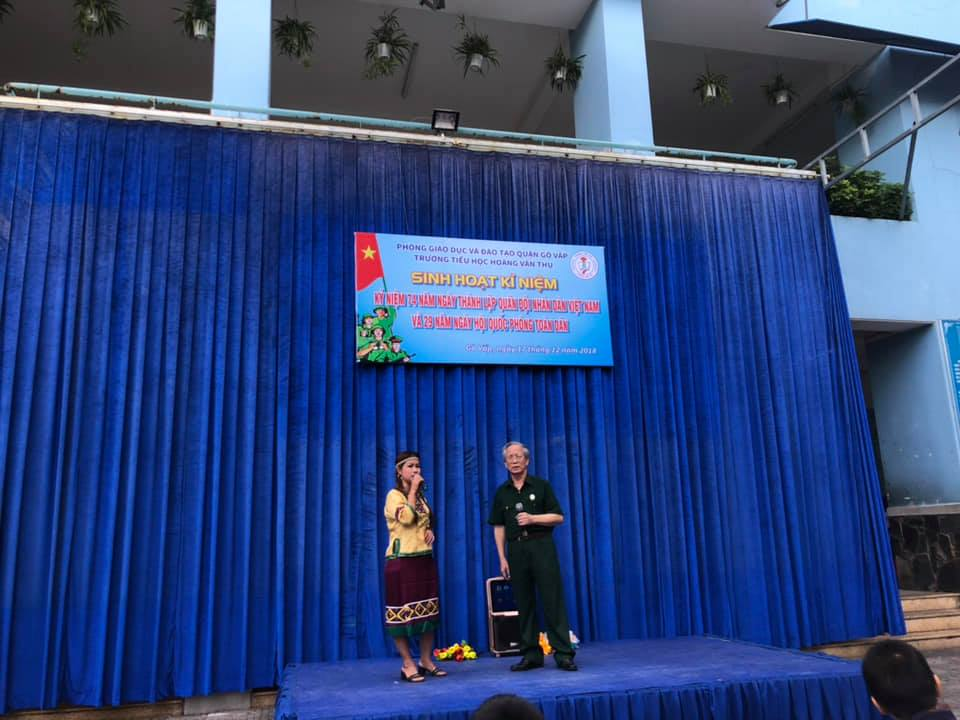 PHÒNG GIÁO DỤC VÀ ĐÀO TẠO QUẬN GÒ VẤP
TRƯỜNG TIỂU HỌC HOÀNG VĂN THỤ
SINH HOẠT KỈ NIỆM
KỶ NIỆM 74 NĂM NGÀY THÀNH LẬP QUÂN ĐỘI NHÂN DÂN VIỆT NAM
VÀ 29 NĂM NGÀY HỘI QUỐC PHÒNG TOÀN DÂN
Gò Vấp, ngày 17 tháng 12 năm 2018